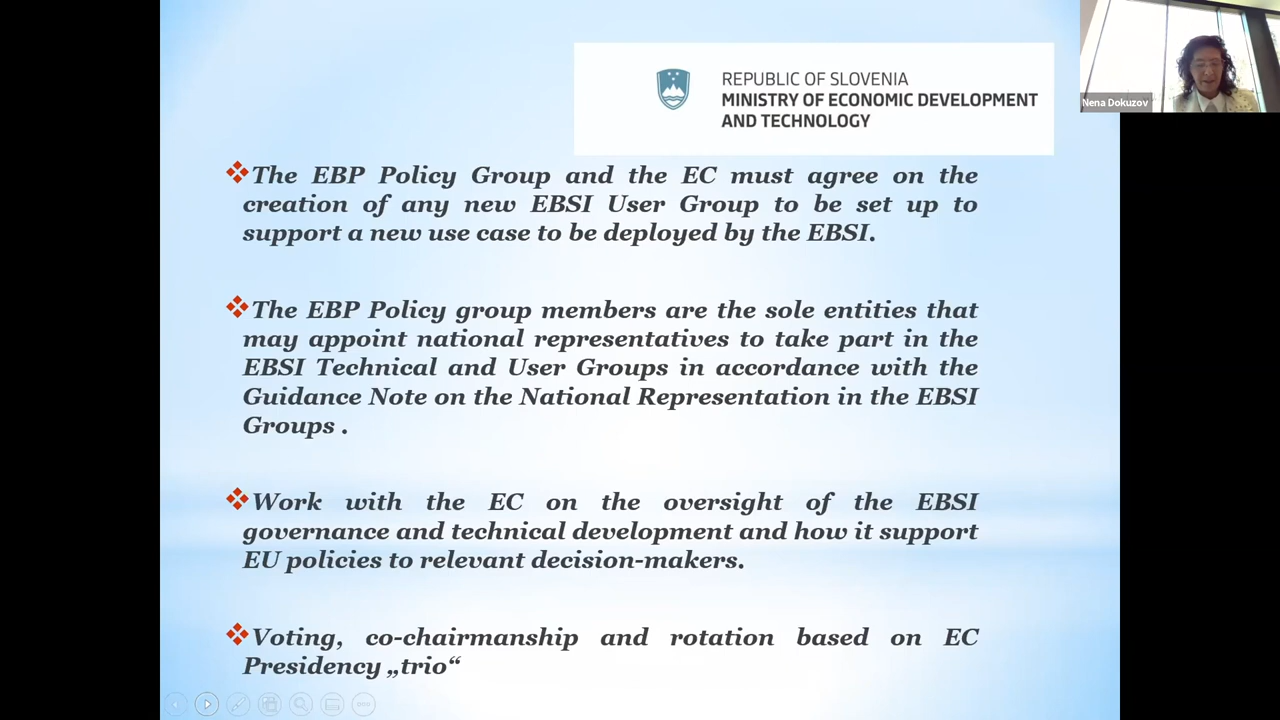 REPUBLIC OF SLOVENIA
MINISTRY OF ECONOMIC DEVELOPMENT
AND TECHNOLOGY
Nena Dokuzov
The EBP Policy Group and the EC must agree on the
creation of any new EBSI User Group to be set up to
support a new use case to be deployed by the EBSI.
The EBP Policy group members are the sole entities that
may appoint national representatives to take part in the
EBSI Technical and User Groups in accordance with the
Guidance Note on the National Representation in the EBSI
Groups .
Work with the EC on the oversight of the EBSI
governance and technical development and how it support
EU policies to relevant decision-makers.
Voting, co-chairmanship and rotation based on EC
Presidency „trio“